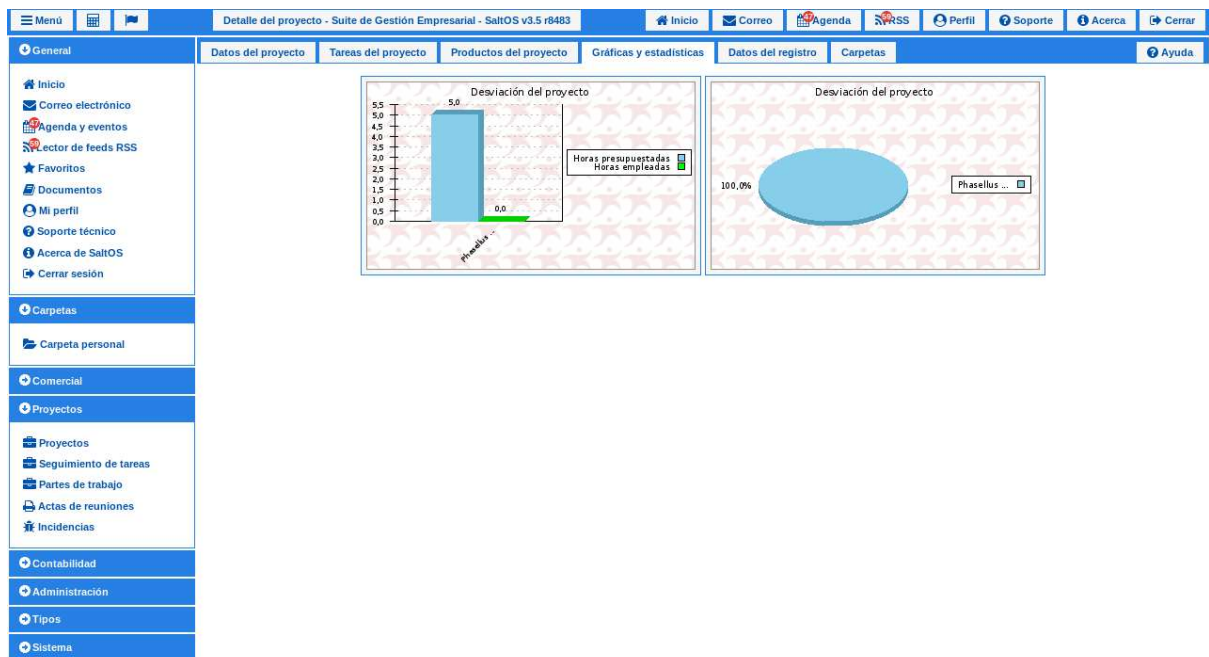 Menú
Detalle del proyecto - Suite de Gestión Empresarial - SaltOS v3.5 r8483
Inicio
Correo
47
Agenda
59
RSS
Perfil
Soporte
Acerca
Cerrar
General
Datos del proyecto
Tareas del proyecto
Productos del proyecto
Gráficas y estadísticas
Datos del registro
Carpetas
Ayuda
Inicio
Correo electrónico
47
Agenda y eventos
59
Lector de feeds RSS
Favoritos
Documentos
Mi perfil
Soporte técnico
Acerca de SaltOS
Cerrar sesión
Carpetas
Carpeta personal
Comercial
Proyectos
Proyectos
Seguimiento de tareas
Partes de trabajo
Actas de reuniones
Incidencias
Contabilidad
Administración
Tipos
Sistema
Desviación del proyecto
5,5
5,0
4,5
4,0
3,5
3,0
2,5
2,0
1,5
1,0
0,5
0,0
5,0
0,0
Phasellus ...
Horas presupuestadas
Horas empleadas
Desviación del proyecto
100,0%
Phasellus ...